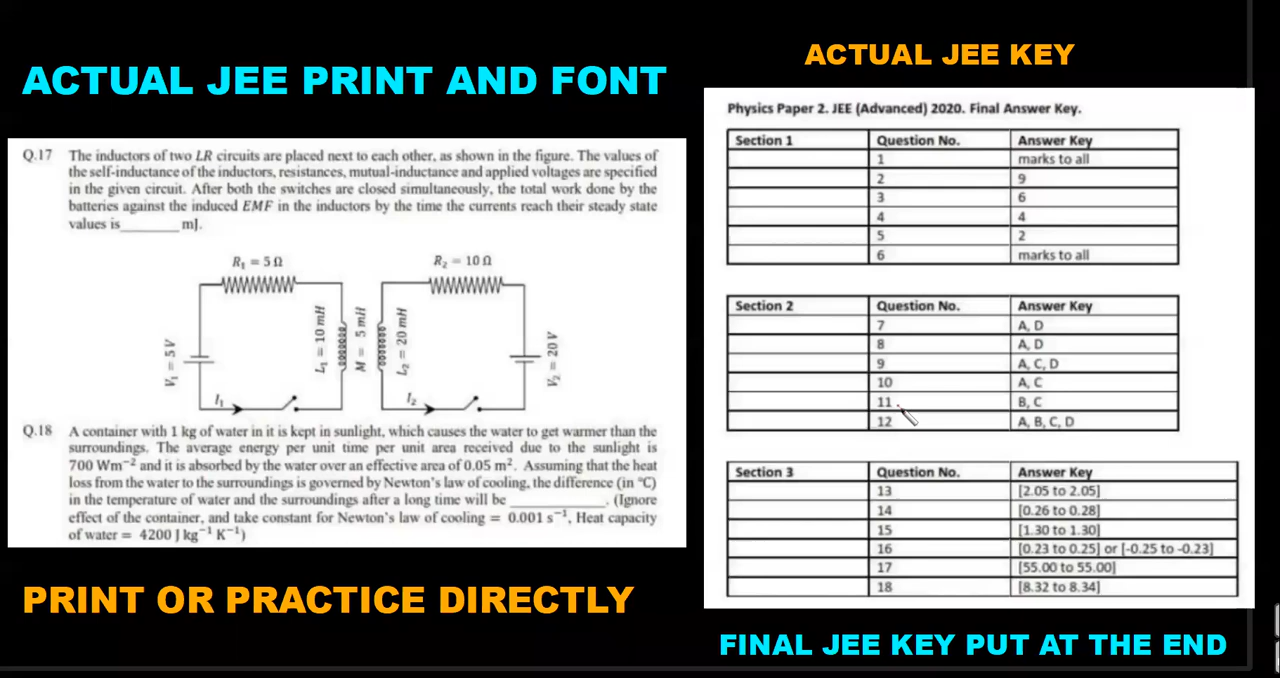 ACTUAL JEE PRINT AND FONT
Q.17 The inductors of two LR circuits are placed next to each other, as shown in the figure. The values of
the self-inductance of the inductors, resistances, mutual-inductance and applied voltages are specified
in the given circuit. After both the switches are closed simultaneously, the total work done by the
batteries against the induced EMF in the inductors by the time the currents reach their steady state
values is________ mJ.
R₁ = 5 Ω
R₂ = 10 Ω
V₁ = 5 V
L₁ = 10 mH
M = 5 mH
L₂ = 20 mH
V₂ = 20 V
I₁
I₂
Q.18 A container with 1 kg of water in it is kept in sunlight, which causes the water to get warmer than the
surroundings. The average energy per unit time per unit area received due to the sunlight is
700 Wm⁻² and it is absorbed by the water over an effective area of 0.05 m². Assuming that the heat
loss from the water to the surroundings is governed by Newton's law of cooling, the difference (in °C)
in the temperature of water and the surroundings after a long time will be ____________. (Ignore
effect of the container, and take constant for Newton's law of cooling = 0.001 s⁻¹, Heat capacity
of water = 4200 J kg⁻¹ K⁻¹)
PRINT OR PRACTICE DIRECTLY
ACTUAL JEE KEY
Physics Paper 2. JEE (Advanced) 2020. Final Answer Key.
Section 1 Question No. Answer Key
1 marks to all
2 9
3 6
4 4
5 2
6 marks to all
Section 2 Question No. Answer Key
7 A, D
8 A, D
9 A, C, D
10 A, C
11 B, C
12 A, B, C, D
Section 3 Question No. Answer Key
13 [2.05 to 2.05]
14 [0.26 to 0.28]
15 [1.30 to 1.30]
16 [0.23 to 0.25] or [-0.25 to -0.23]
17 [55.00 to 55.00]
18 [8.32 to 8.34]
FINAL JEE KEY PUT AT THE END